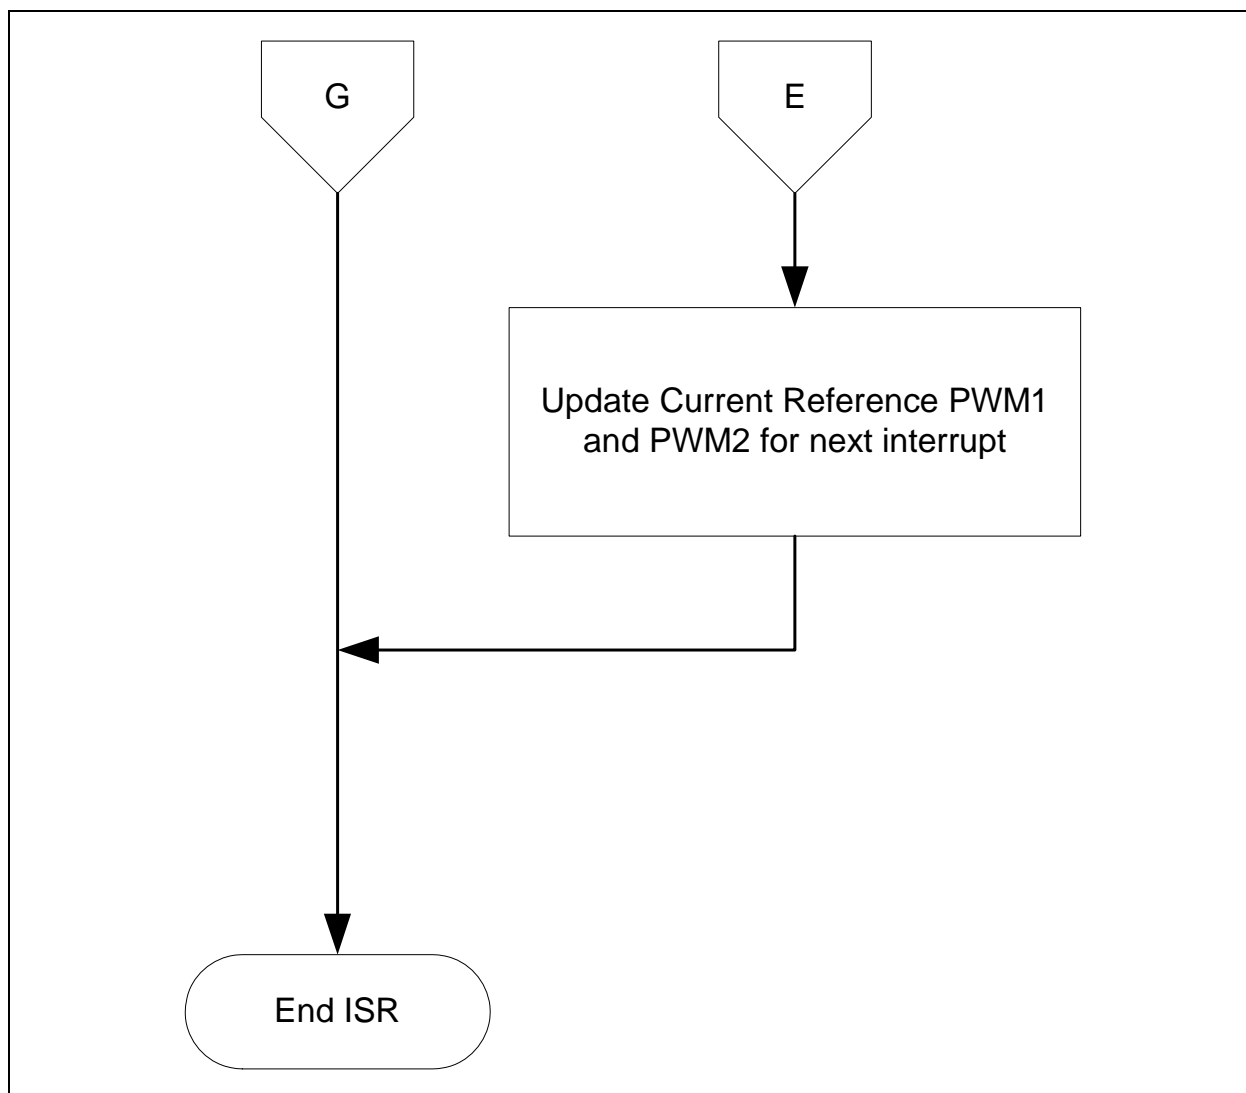 G
E
Update Current Reference PWM1
and PWM2 for next interrupt
End ISR